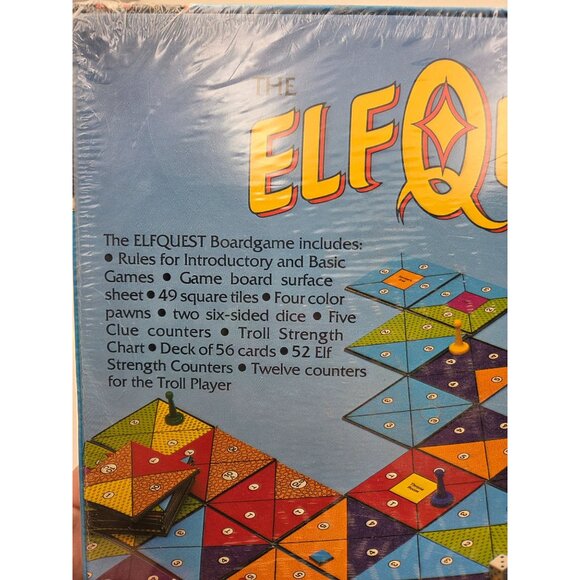 THE
ELFQ
The ELFQUEST Boardgame includes:
• Rules for Introductory and Basic
Games • Game board surface
sheet • 49 square tiles • Four color
pawns • two six-sided dice • Five
Clue counters • Troll Strength
Chart • Deck of 56 cards • 52 Elf
Strength Counters • Twelve counters
for the Troll Player